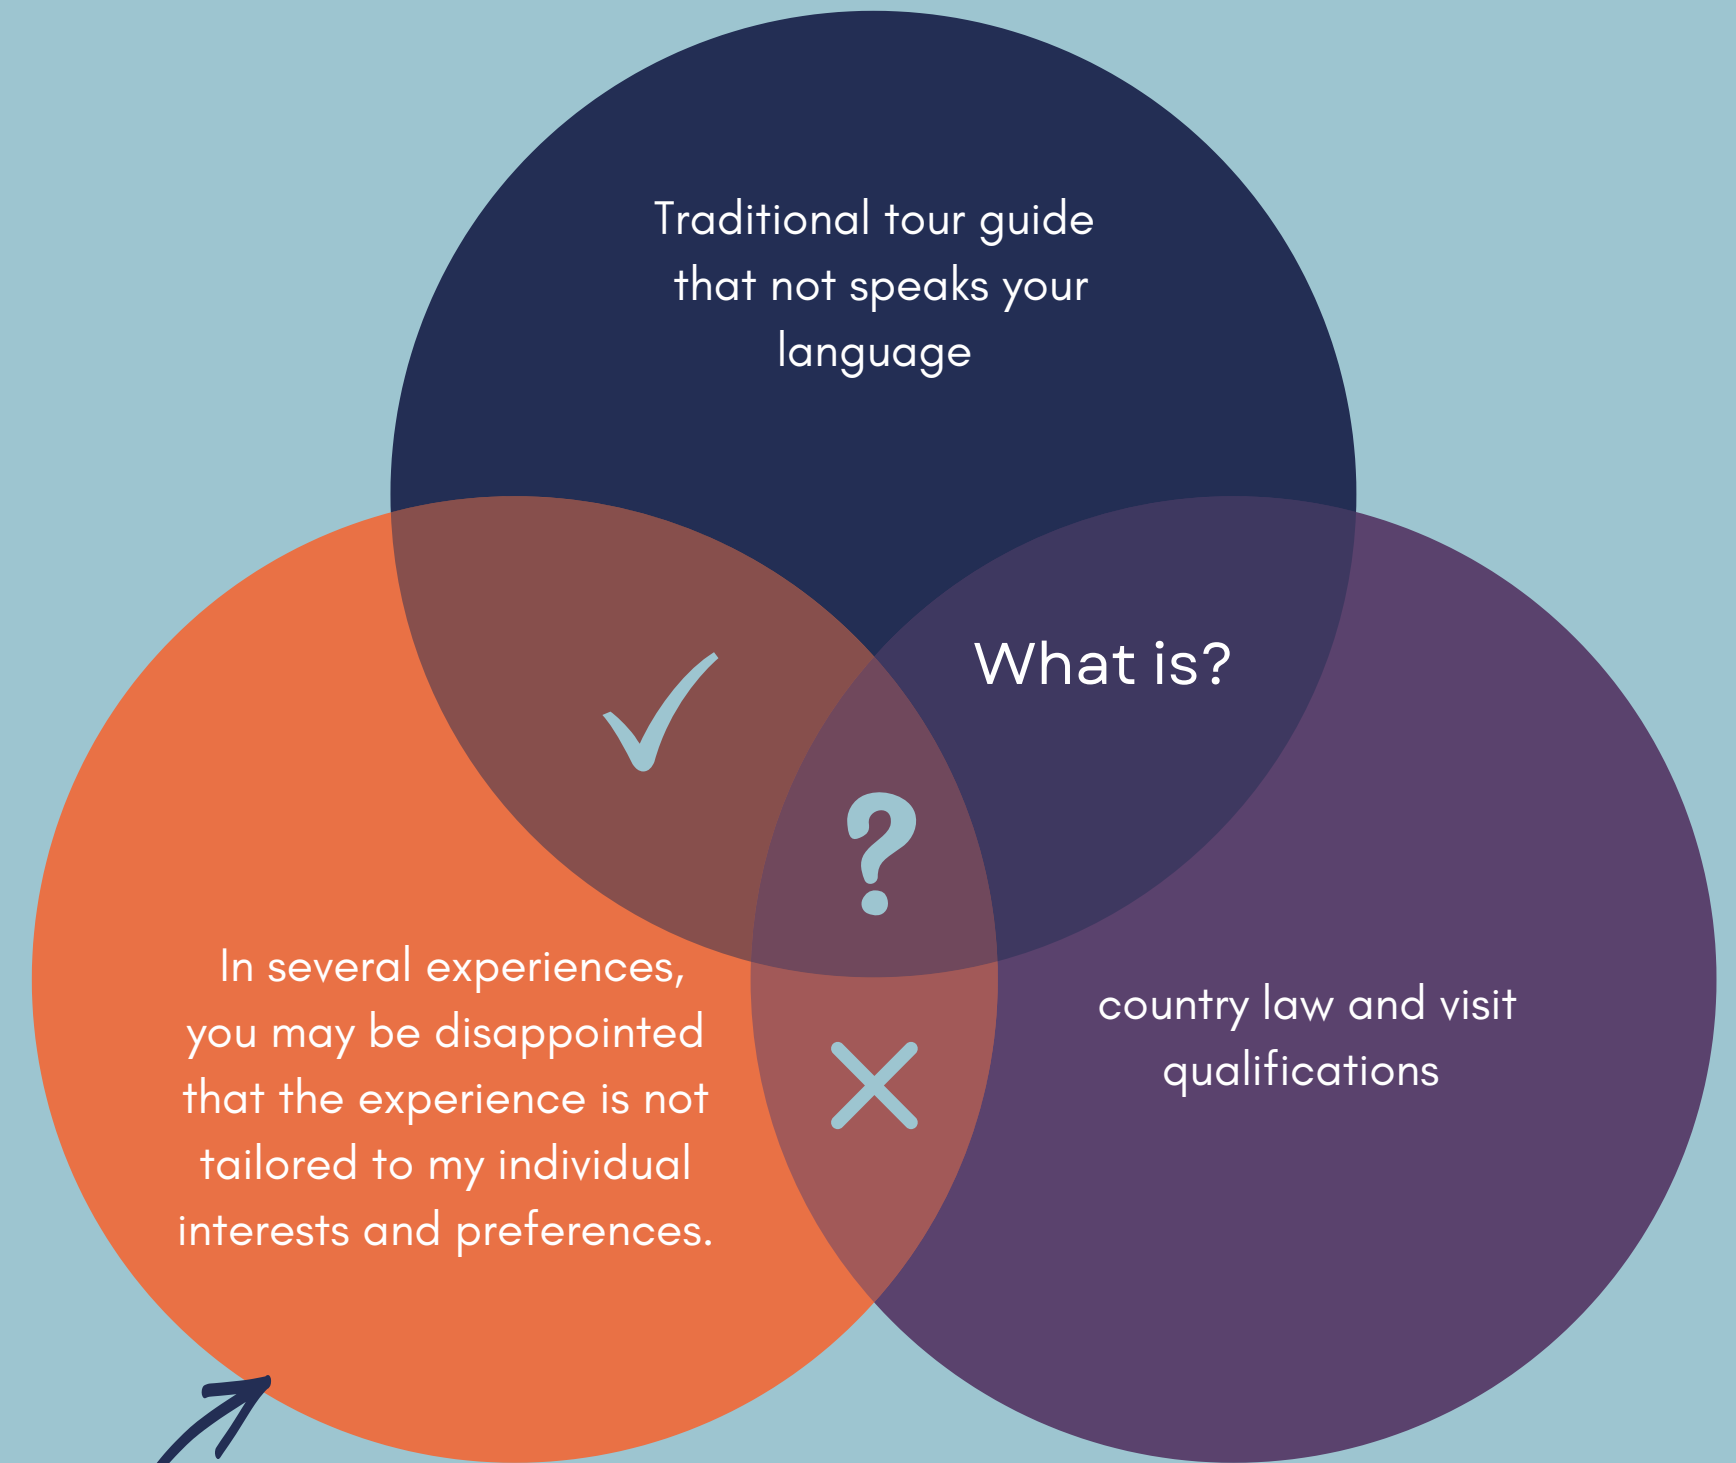 Traditional tour guide
that not speaks your
language
What is?
?
In several experiences,
you may be disappointed
that the experience is not
tailored to my individual
interests and preferences.
country law and visit
qualifications